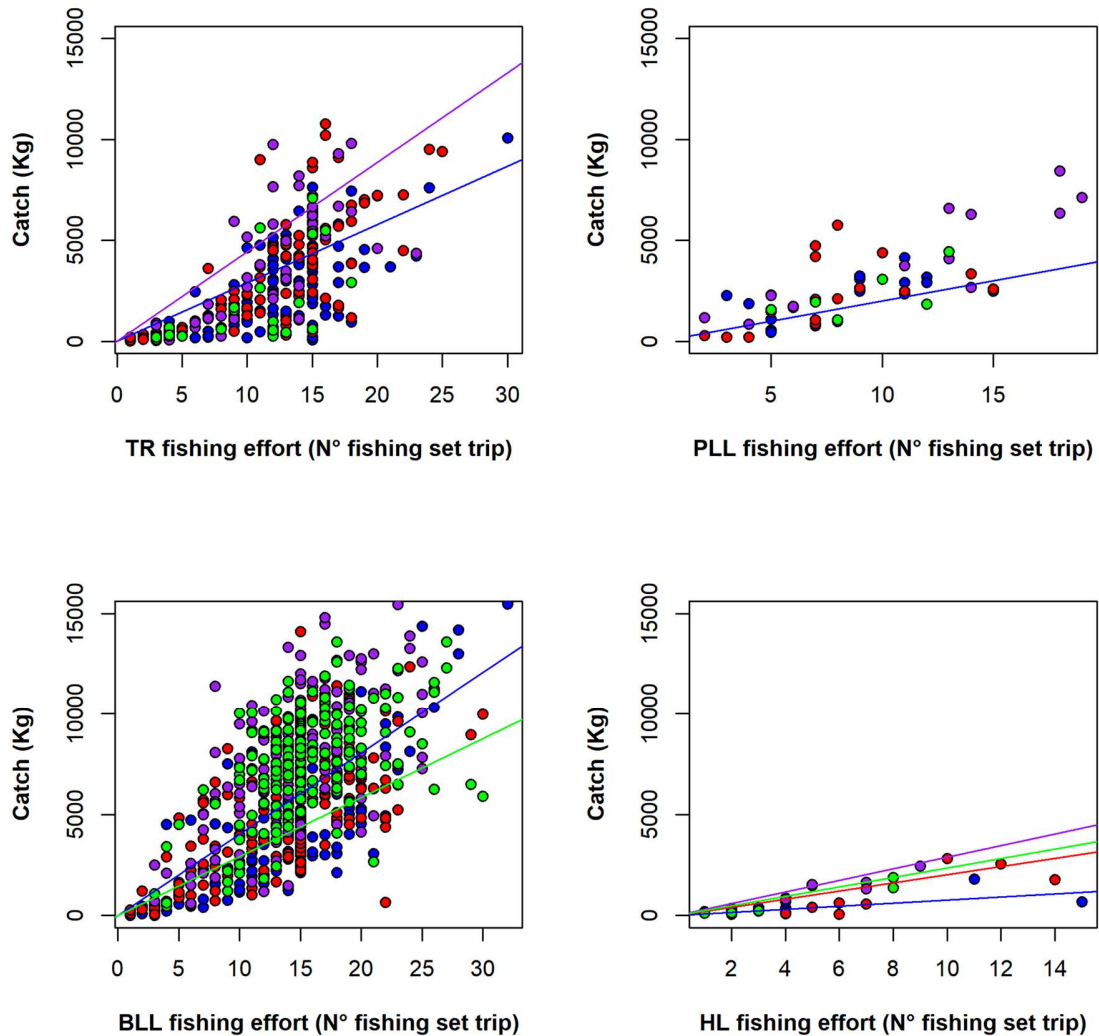 15000
10000
5000
0
Catch (Kg)
0 5 10 15 20 25 30
TR fishing effort (N° fishing set trip)
15000
10000
5000
0
Catch (Kg)
5 10 15
PLL fishing effort (N° fishing set trip)
15000
10000
5000
0
Catch (Kg)
0 5 10 15 20 25 30
BLL fishing effort (N° fishing set trip)
15000
10000
5000
0
Catch (Kg)
2 4 6 8 10 12 14
HL fishing effort (N° fishing set trip)